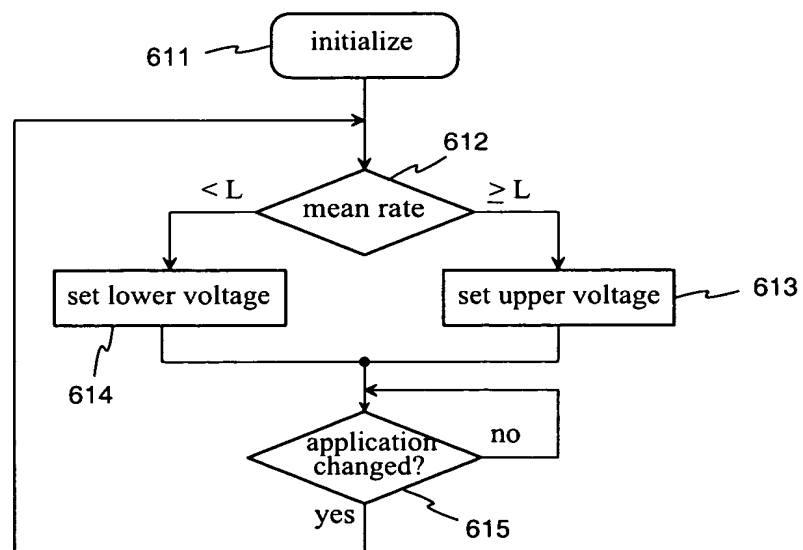 initialize
611
612
< L
mean rate
≥ L
set lower voltage
set upper voltage
613
614
application
changed?
no
yes
615